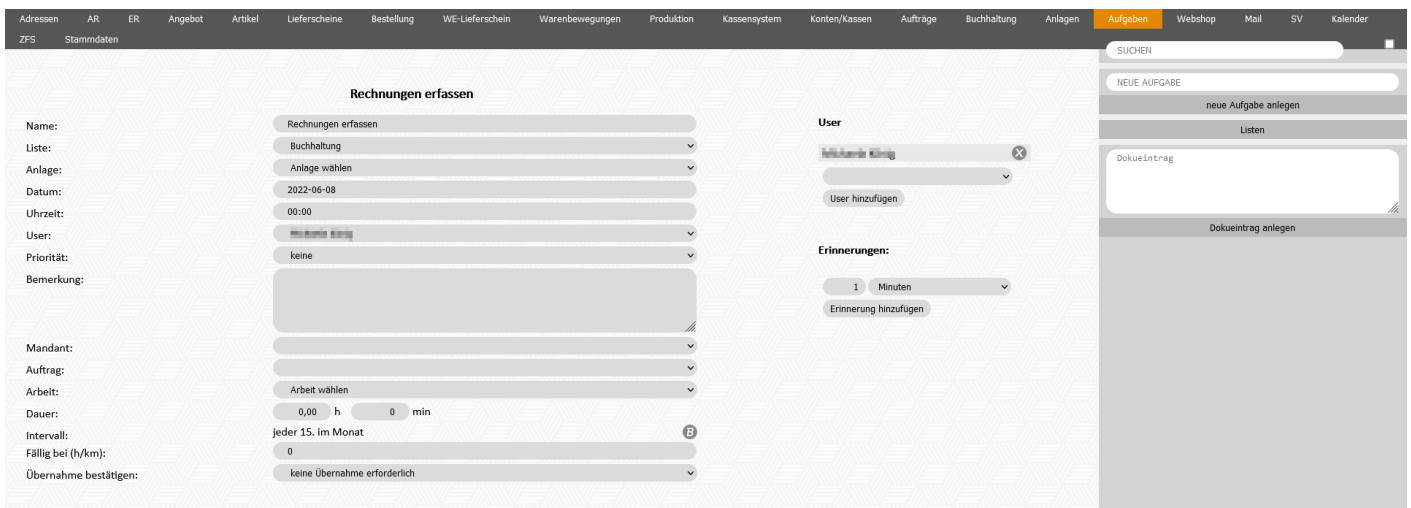 Adressen AR ER Angebot Artikel Lieferscheine Bestellung WE-Lieferschein Warenbewegungen Produktion Kassensystem Konten/Kassen Aufträge Buchhaltung Anlagen Aufgaben Webshop Mail SV Kalender
ZFS Stammdaten
SUCHEN
NEUE AUFGABE
neue Aufgabe anlegen
Listen
Dokueintrag
Dokueintrag anlegen
Rechnungen erfassen
Name: Rechnungen erfassen
Liste: Buchhaltung
Anlage: Anlage wählen
Datum: 2022-06-08
Uhrzeit: 00:00
User:
Priorität: keine
Bemerkung:
Mandant:
Auftrag:
Arbeit: Arbeit wählen
Dauer: 0,00 h 0 min
Intervall: jeder 15. im Monat B
Fällig bei (h/km): 0
Übernahme bestätigen: keine Übernahme erforderlich
User
User hinzufügen
Erinnerungen:
1 Minuten
Erinnerung hinzufügen